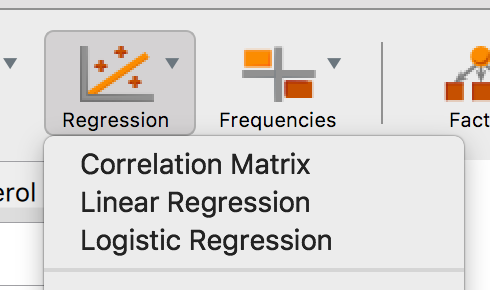 Regression
Frequencies
Correlation Matrix
Linear Regression
Logistic Regression